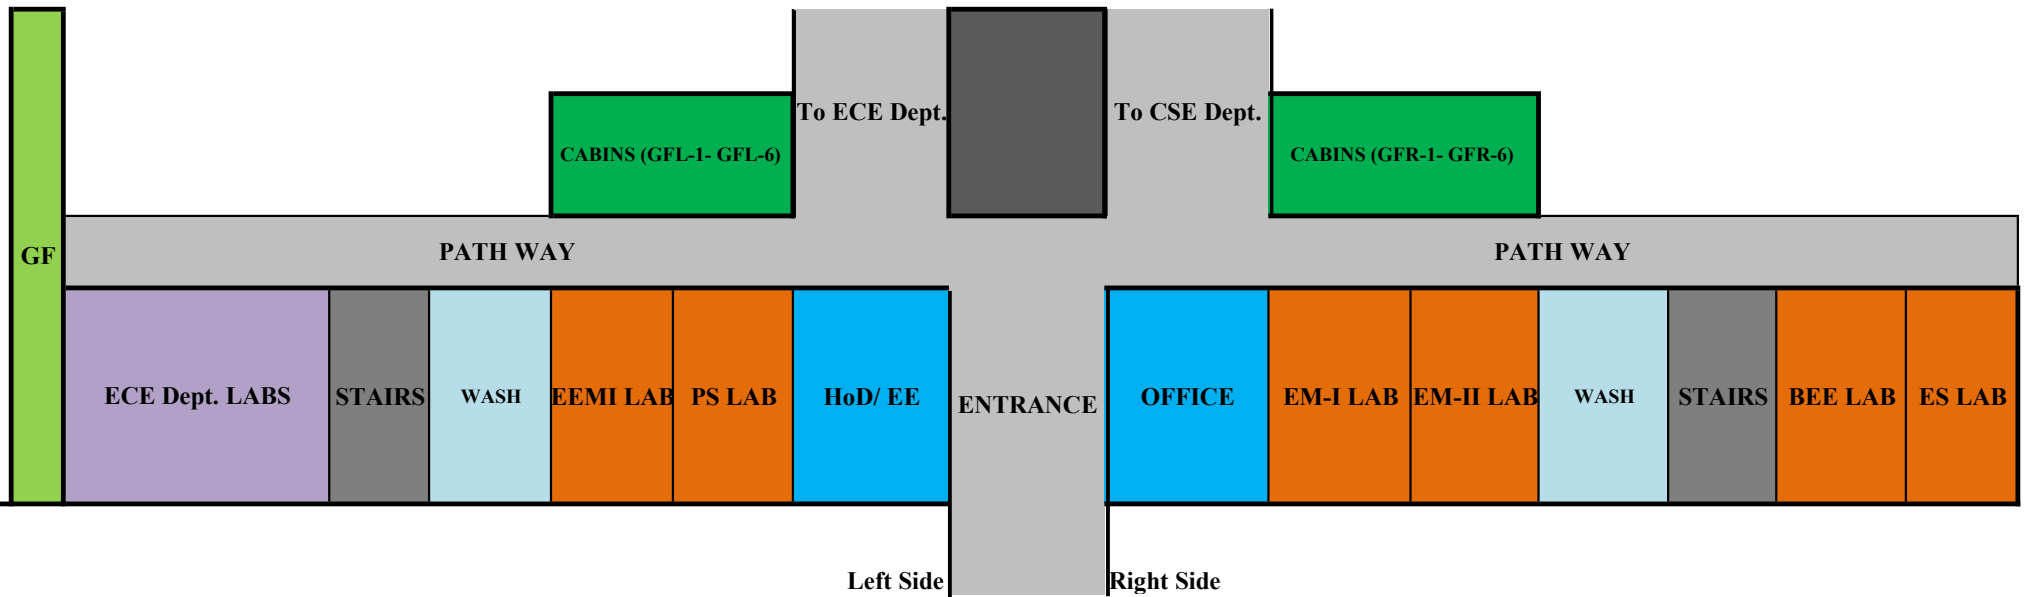 To ECE Dept.
To CSE Dept.
CABINS (GFL-1- GFL-6)
CABINS (GFR-1- GFR-6)
GF
PATH WAY
PATH WAY
ECE Dept. LABS
STAIRS
WASH
EEMI LAB
PS LAB
HoD/ EE
ENTRANCE
OFFICE
EM-I LAB
EM-II LAB
WASH
STAIRS
BEE LAB
ES LAB
Left Side
Right Side